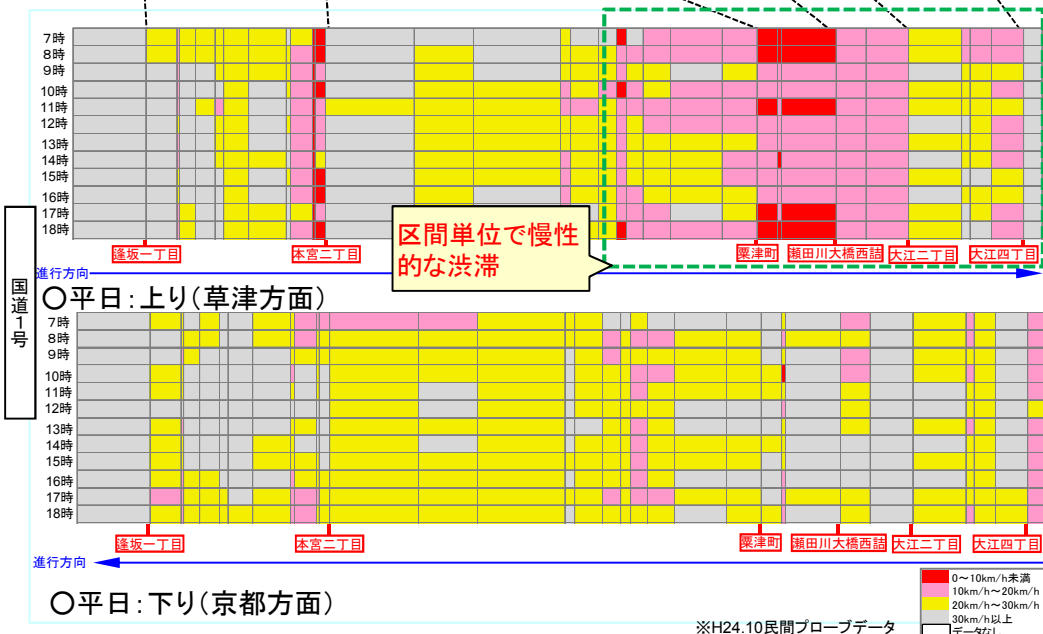 7時
8時
9時
10時
11時
12時
13時
14時
15時
16時
17時
18時
区間単位で慢性
的な渋滞
逢坂一丁目
本宮二丁目
粟津町
瀬田川大橋西詰
大江二丁目
大江四丁目
進行方向
国道1号
〇平日:上り(草津方面)
7時
8時
9時
10時
11時
12時
13時
14時
15時
16時
17時
18時
逢坂一丁目
本宮二丁目
粟津町
瀬田川大橋西詰
大江二丁目
大江四丁目
進行方向
〇平日:下り(京都方面)
0～10km/h未満
10km/h～20km/h
20km/h～30km/h
30km/h以上
データなし
※H24.10民間プローブデータ